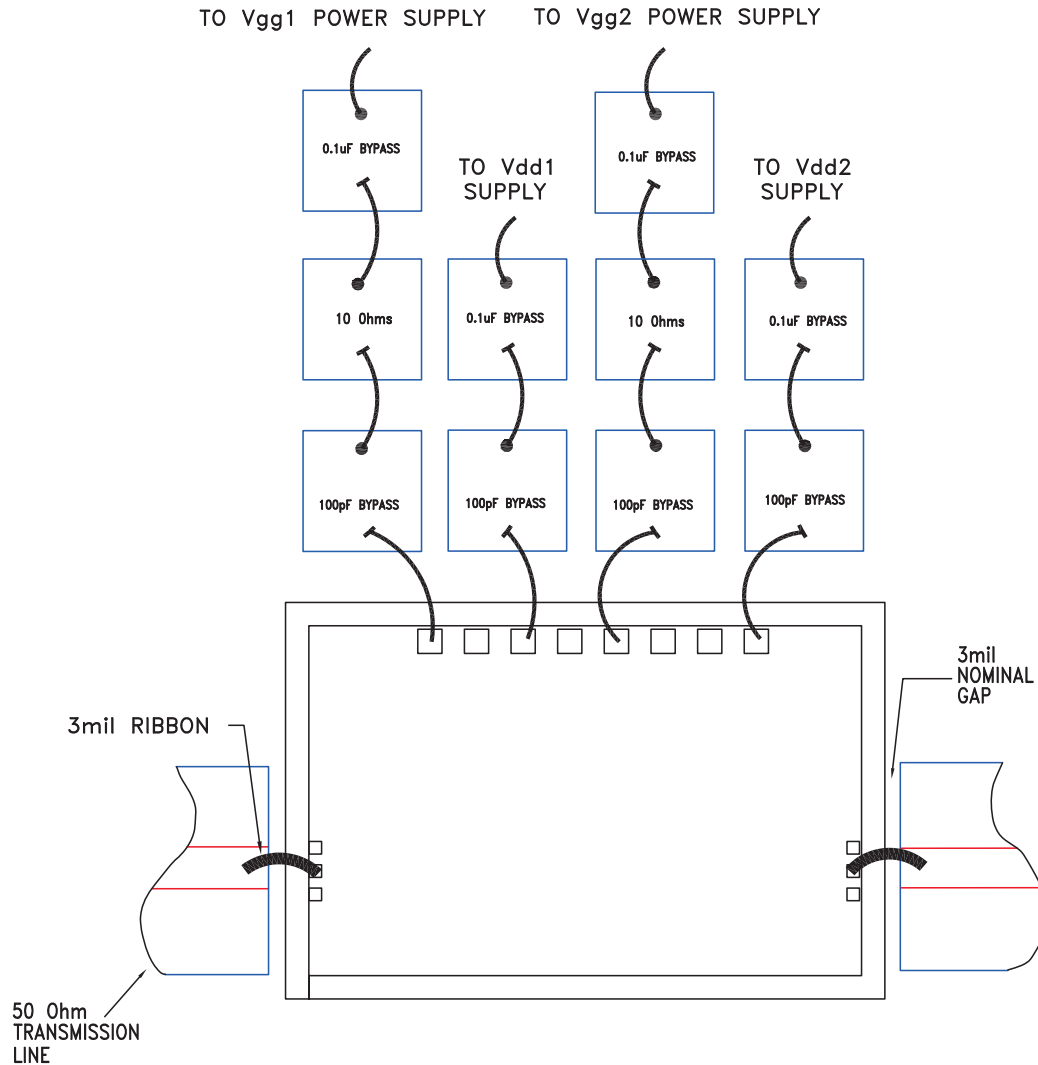 TO Vgg1 POWER SUPPLY
TO Vgg2 POWER SUPPLY
0.1uF BYPASS
0.1uF BYPASS
TO Vdd1
SUPPLY
TO Vdd2
SUPPLY
10 Ohms
0.1uF BYPASS
10 Ohms
0.1uF BYPASS
100pF BYPASS
100pF BYPASS
100pF BYPASS
100pF BYPASS
3mil
NOMINAL
GAP
3mil RIBBON
50 Ohm
TRANSMISSION
LINE